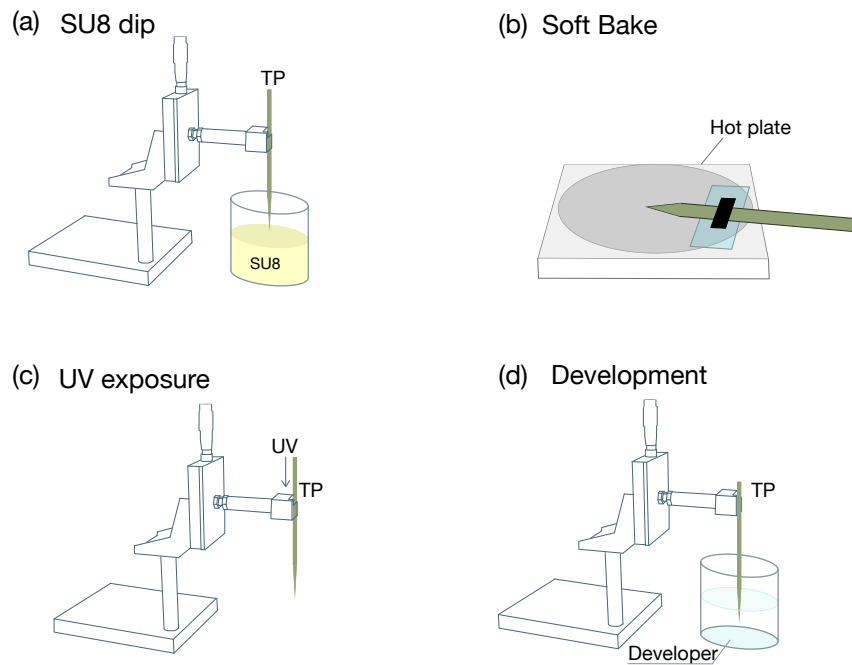 (a) SU8 dip
TP
SU8
(b) Soft Bake
Hot plate
(c) UV exposure
UV
TP
(d) Development
TP
Developer